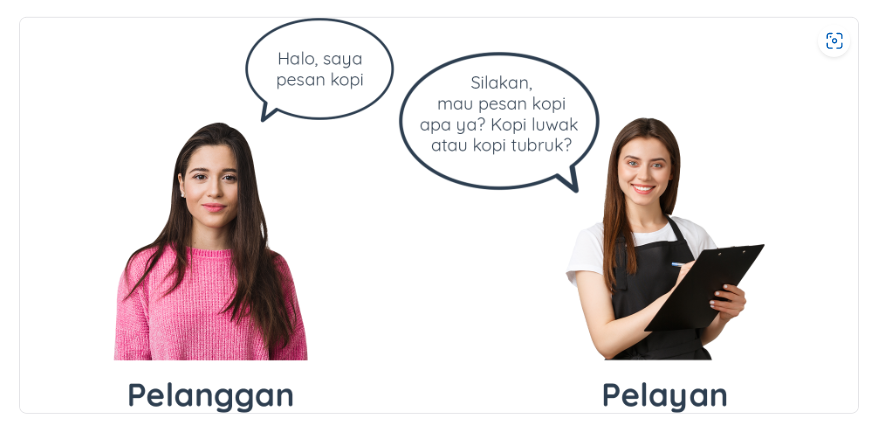 Halo, saya
pesan kopi
Silakan,
mau pesan kopi
apa ya? Kopi luwak
atau kopi tubruk?
Pelanggan
Pelayan